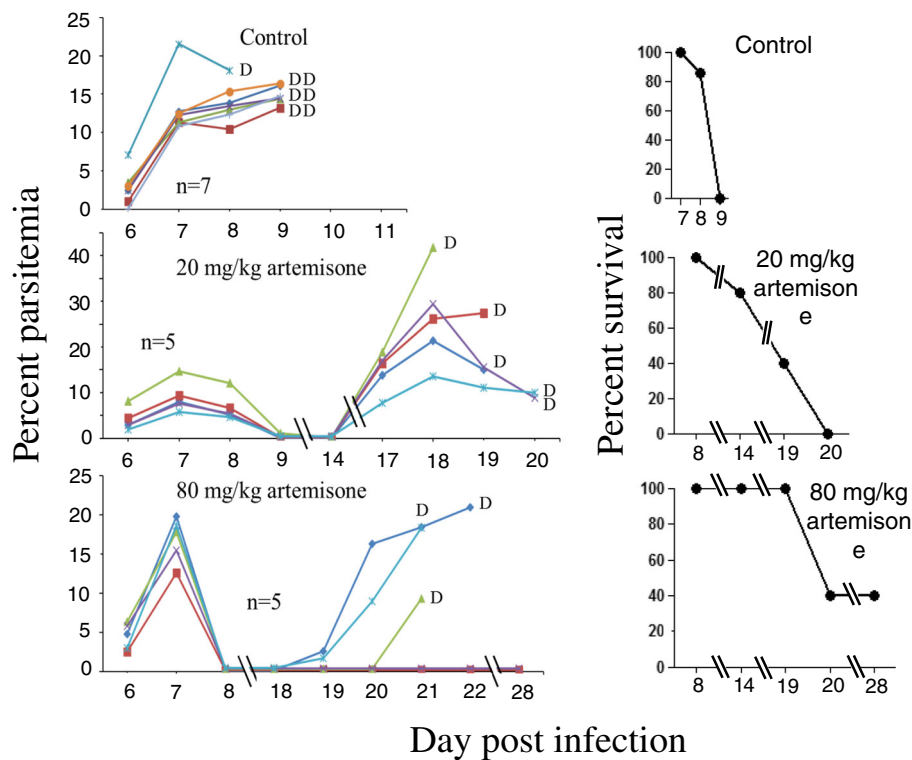 Percent parsitemia
25
20
15
10
5
0
Control
D
DD
DD
DD
n=7
6 7 8 9 10 11
40
30
20
10
0
20 mg/kg artemisone
n=5
D
D
D
D
D
6 7 8 9 14 17 18 19 20
25
20
15
10
5
0
80 mg/kg artemisone
n=5
D
D
D
6 7 8 18 19 20 21 22 28
Percent survival
Control
100
80
60
40
20
0
7 8 9
20 mg/kg
artemison
e
100
80
60
40
20
0
8 14 19 20
80 mg/kg
artemison
e
100
80
60
40
20
0
8 14 19 20 28
Day post infection